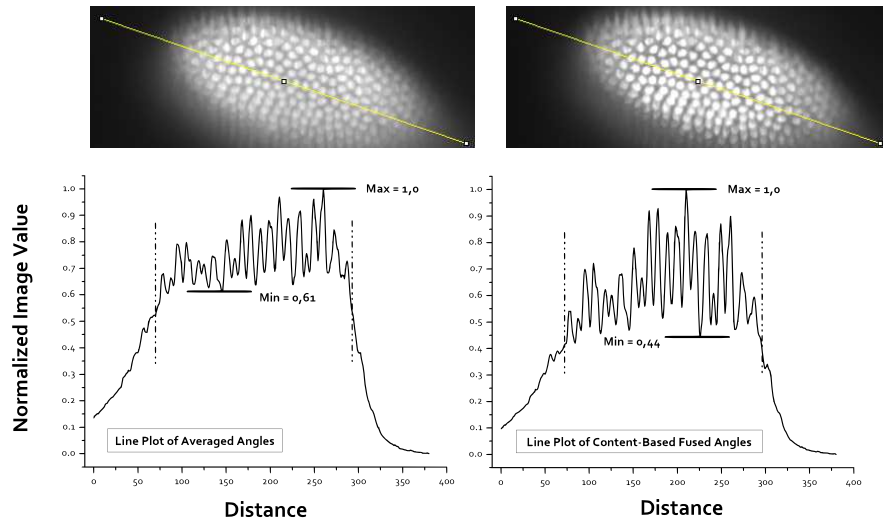 Normalized Image Value
1.0
0.9
0.8
0.7
0.6
0.5
0.4
0.3
0.2
0.1
0.0
Max = 1,0
Min = 0,61
Line Plot of Averaged Angles
0 50 100 150 200 250 300 350 400
Distance
1.0
0.9
0.8
0.7
0.6
0.5
0.4
0.3
0.2
0.1
0.0
Max = 1,0
Min = 0,44
Line Plot of Content-Based Fused Angles
0 50 100 150 200 250 300 350 400
Distance